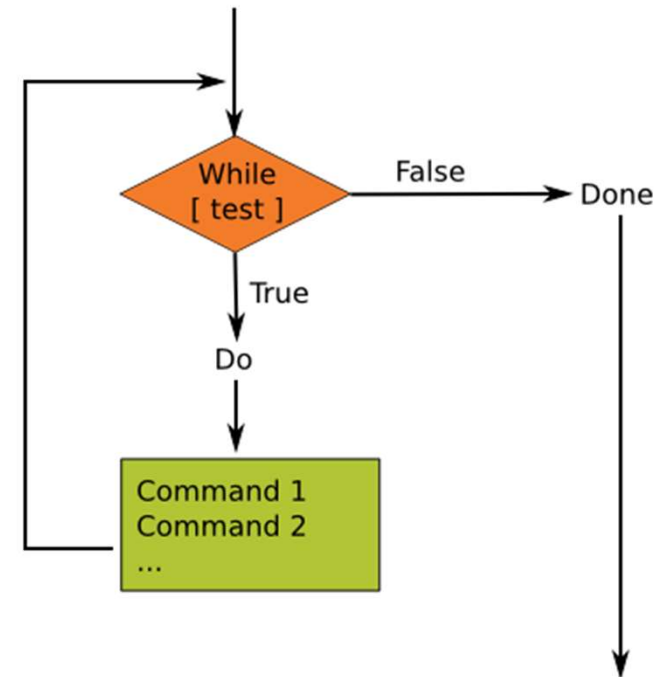 While
[ test ]
False
Done
True
Do
Command 1
Command 2
...